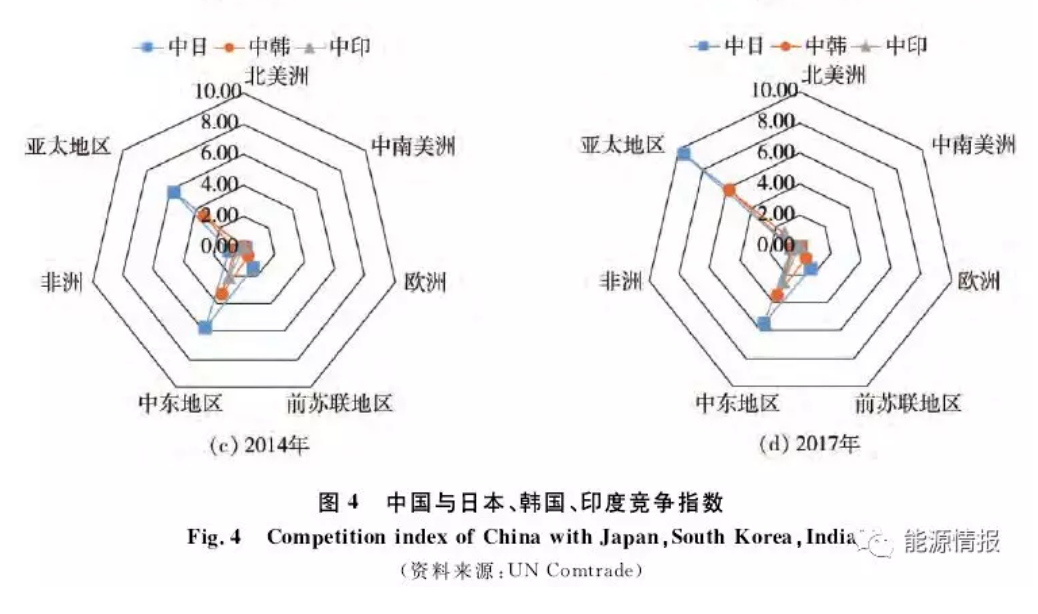 中日 中韩 中印
北美洲
中南美洲
欧洲
前苏联地区
中东地区
非洲
亚太地区
10.00
8.00
6.00
4.00
2.00
0.00
(c) 2014年
中日 中韩 中印
北美洲
中南美洲
欧洲
前苏联地区
中东地区
非洲
亚太地区
10.00
8.00
6.00
4.00
2.00
0.00
(d) 2017年
图 4 中国与日本、韩国、印度竞争指数
Fig. 4 Competition index of China with Japan, South Korea, India
(资料来源:UN Comtrade)
能源情报